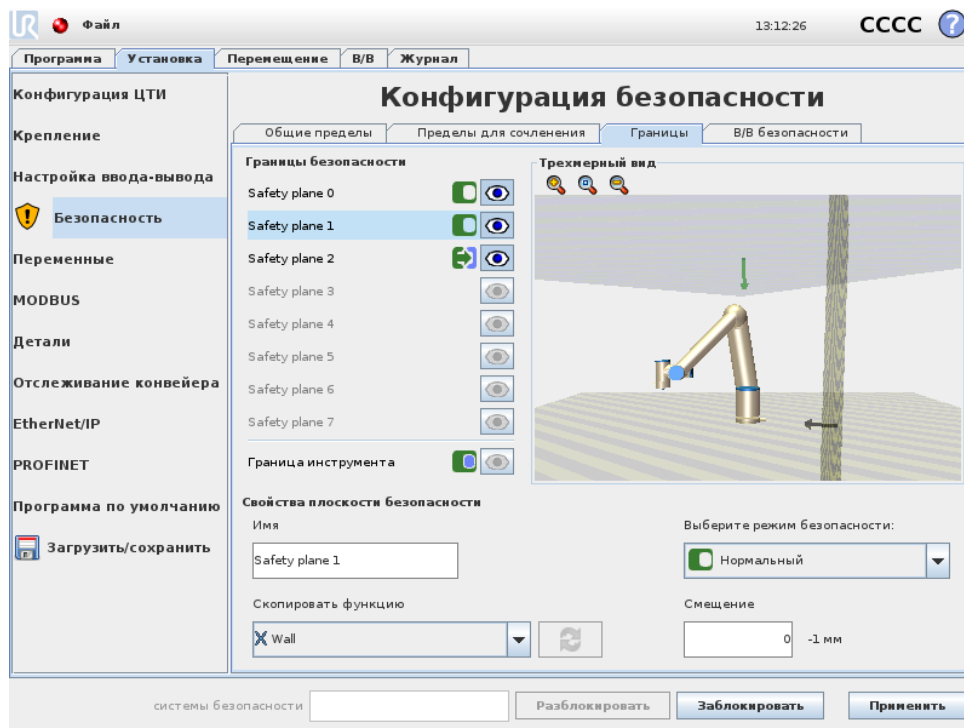 UR Файл 13:12:26 CCCC ?
Программа Установка Перемещение В/В Журнал
Конфигурация ЦТИ
Крепление
Настройка ввода-вывода
Безопасность
Переменные
MODBUS
Детали
Отслеживание конвейера
EtherNet/IP
PROFINET
Программа по умолчанию
Загрузить/сохранить
Конфигурация безопасности
Общие пределы Пределы для сочленения Границы В/В безопасности
Границы безопасности
Safety plane 0
Safety plane 1
Safety plane 2
Safety plane 3
Safety plane 4
Safety plane 5
Safety plane 6
Safety plane 7
Граница инструмента
Трехмерный вид
Свойства плоскости безопасности
Имя
Safety plane 1
Скопировать функцию
Wall
Выберите режим безопасности:
Нормальный
Смещение
0 -1 мм
системы безопасности Разблокировать Заблокировать Применить